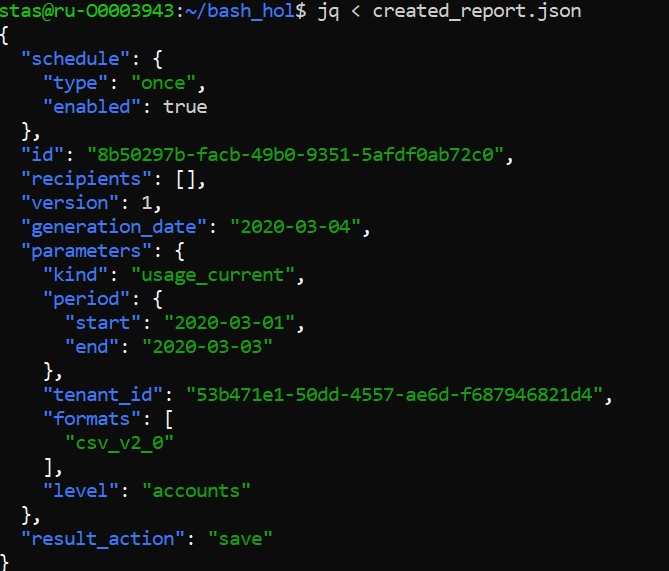 stas@ru-O0003943:~/bash_hol$ jq < created_report.json
{
  "schedule": {
    "type": "once",
    "enabled": true
  },
  "id": "8b50297b-facb-49b0-9351-5afdf0ab72c0",
  "recipients": [],
  "version": 1,
  "generation_date": "2020-03-04",
  "parameters": {
    "kind": "usage_current",
    "period": {
      "start": "2020-03-01",
      "end": "2020-03-03"
    },
    "tenant_id": "53b471e1-50dd-4557-ae6d-f687946821d4",
    "formats": [
      "csv_v2_0"
    ],
    "level": "accounts"
  },
  "result_action": "save"
}